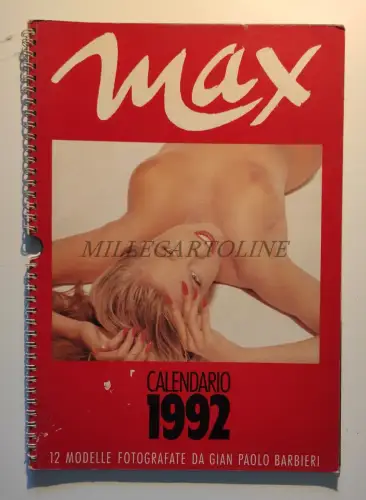 max
MILLECARTOLINE
CALENDARIO
1992
12 MODELLE FOTOGRAFATE DA GIAN PAOLO BARBIERI